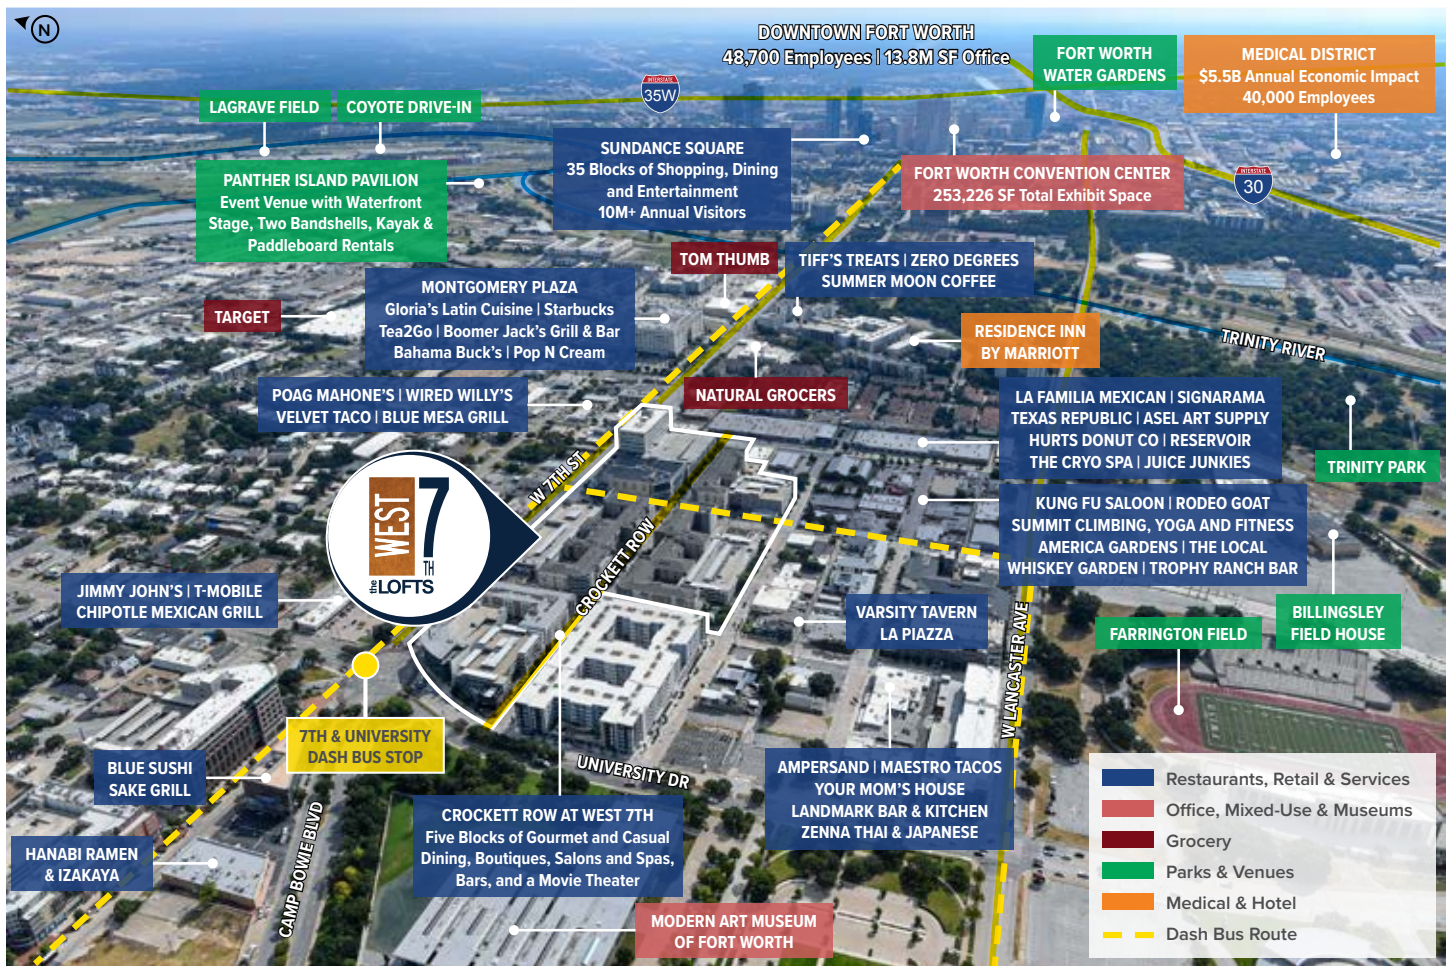 N
DOWNTOWN FORT WORTH
48,700 Employees | 13.8M SF Office
FORT WORTH
WATER GARDENS
MEDICAL DISTRICT
$5.5B Annual Economic Impact
40,000 Employees
INTERSTATE
35W
LAGRAVE FIELD
COYOTE DRIVE-IN
SUNDANCE SQUARE
35 Blocks of Shopping, Dining
and Entertainment
10M+ Annual Visitors
PANTHER ISLAND PAVILION
Event Venue with Waterfront
Stage, Two Bandshells, Kayak &
Paddleboard Rentals
FORT WORTH CONVENTION CENTER
253,226 SF Total Exhibit Space
INTERSTATE
30
TOM THUMB
TIFF'S TREATS | ZERO DEGREES
SUMMER MOON COFFEE
MONTGOMERY PLAZA
Gloria's Latin Cuisine | Starbucks
Tea2Go | Boomer Jack's Grill & Bar
Bahama Buck's | Pop N Cream
TARGET
RESIDENCE INN
BY MARRIOTT
TRINITY RIVER
POAG MAHONE'S | WIRED WILLY'S
VELVET TACO | BLUE MESA GRILL
NATURAL GROCERS
LA FAMILIA MEXICAN | SIGNARAMA
TEXAS REPUBLIC | ASEL ART SUPPLY
HURTS DONUT CO | RESERVOIR
THE CRYO SPA | JUICE JUNKIES
TRINITY PARK
W 7TH ST
WEST
7
TH
the LOFTS
CROCKETT ROW
KUNG FU SALOON | RODEO GOAT
SUMMIT CLIMBING, YOGA AND FITNESS
AMERICA GARDENS | THE LOCAL
WHISKEY GARDEN | TROPHY RANCH BAR
JIMMY JOHN'S | T-MOBILE
CHIPOTLE MEXICAN GRILL
VARSITY TAVERN
LA PIAZZA
W LANCASTER AVE
FARRINGTON FIELD
BILLINGSLEY
FIELD HOUSE
7TH & UNIVERSITY
DASH BUS STOP
BLUE SUSHI
SAKE GRILL
UNIVERSITY DR
AMPERSAND | MAESTRO TACOS
YOUR MOM'S HOUSE
LANDMARK BAR & KITCHEN
ZENNA THAI & JAPANESE
CROCKETT ROW AT WEST 7TH
Five Blocks of Gourmet and Casual
Dining, Boutiques, Salons and Spas,
Bars, and a Movie Theater
CAMP BOWIE BLVD
HANABI RAMEN
& IZAKAYA
MODERN ART MUSEUM
OF FORT WORTH
Restaurants, Retail & Services
Office, Mixed-Use & Museums
Grocery
Parks & Venues
Medical & Hotel
Dash Bus Route